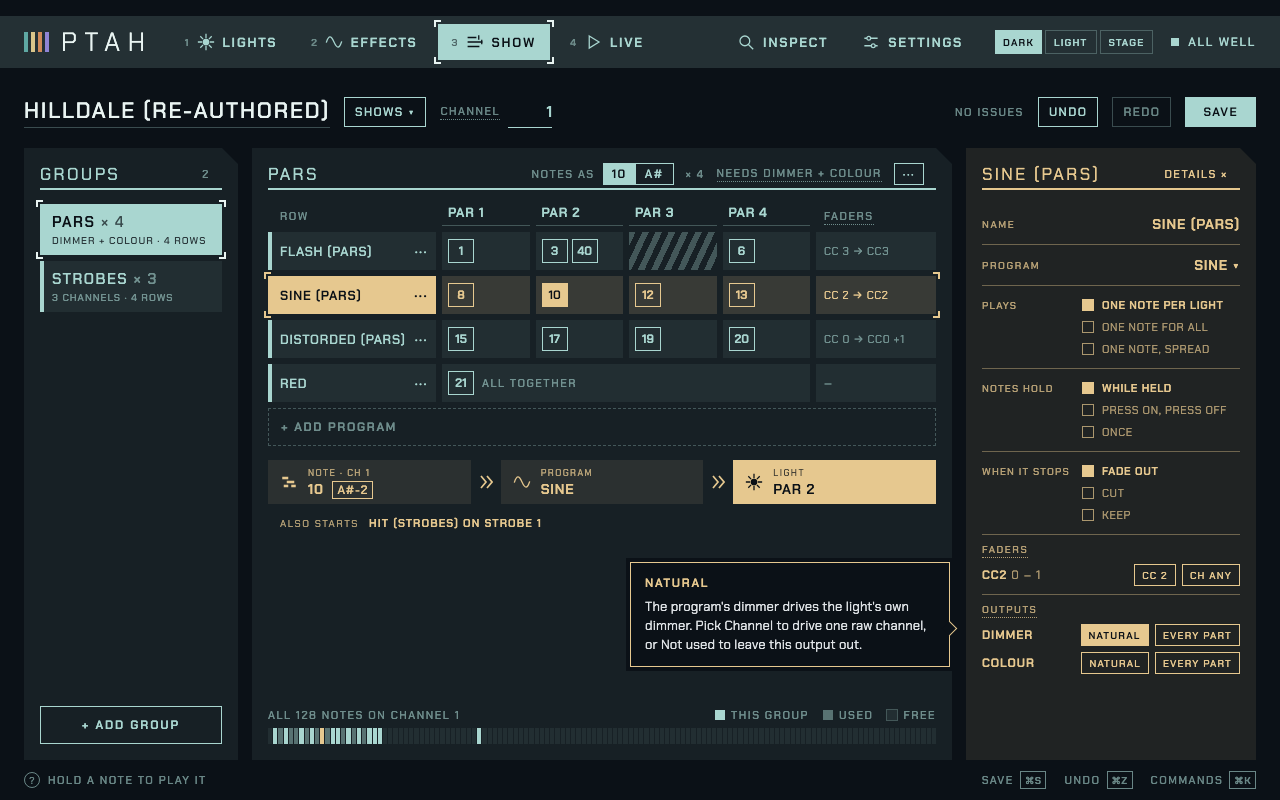 PTAH 1 LIGHTS 2 EFFECTS 3 SHOW 4 LIVE INSPECT SETTINGS DARK LIGHT STAGE ALL WELL
HILLDALE (RE-AUTHORED) SHOWS ▾ CHANNEL 1 NO ISSUES UNDO REDO SAVE
GROUPS 2
PARS × 4
DIMMER + COLOUR · 4 ROWS
STROBES × 3
3 CHANNELS · 4 ROWS
+ ADD GROUP
PARS NOTES AS 10 A# × 4 NEEDS DIMMER + COLOUR ···
ROW PAR 1 PAR 2 PAR 3 PAR 4 FADERS
FLASH (PARS) ··· 1 3 40 6 CC 3 → CC3
SINE (PARS) ··· 8 10 12 13 CC 2 → CC2
DISTORTED (PARS) ··· 15 17 19 20 CC 0 → CC0 +1
RED ··· 21 ALL TOGETHER –
+ ADD PROGRAM
NOTE · CH 1
10 A#-2
PROGRAM
SINE
LIGHT
PAR 2
ALSO STARTS HIT (STROBES) ON STROBE 1
NATURAL
The program's dimmer drives the light's own
dimmer. Pick Channel to drive one raw channel,
or Not used to leave this output out.
ALL 128 NOTES ON CHANNEL 1 THIS GROUP USED FREE
SINE (PARS) DETAILS ×
NAME SINE (PARS)
PROGRAM SINE ▾
PLAYS ONE NOTE PER LIGHT
ONE NOTE FOR ALL
ONE NOTE, SPREAD
NOTES HOLD WHILE HELD
PRESS ON, PRESS OFF
ONCE
WHEN IT STOPS FADE OUT
CUT
KEEP
FADERS
CC2 0 – 1 CC 2 CH ANY
OUTPUTS
DIMMER NATURAL EVERY PART
COLOUR NATURAL EVERY PART
? HOLD A NOTE TO PLAY IT SAVE ⌘S UNDO ⌘Z COMMANDS ⌘K